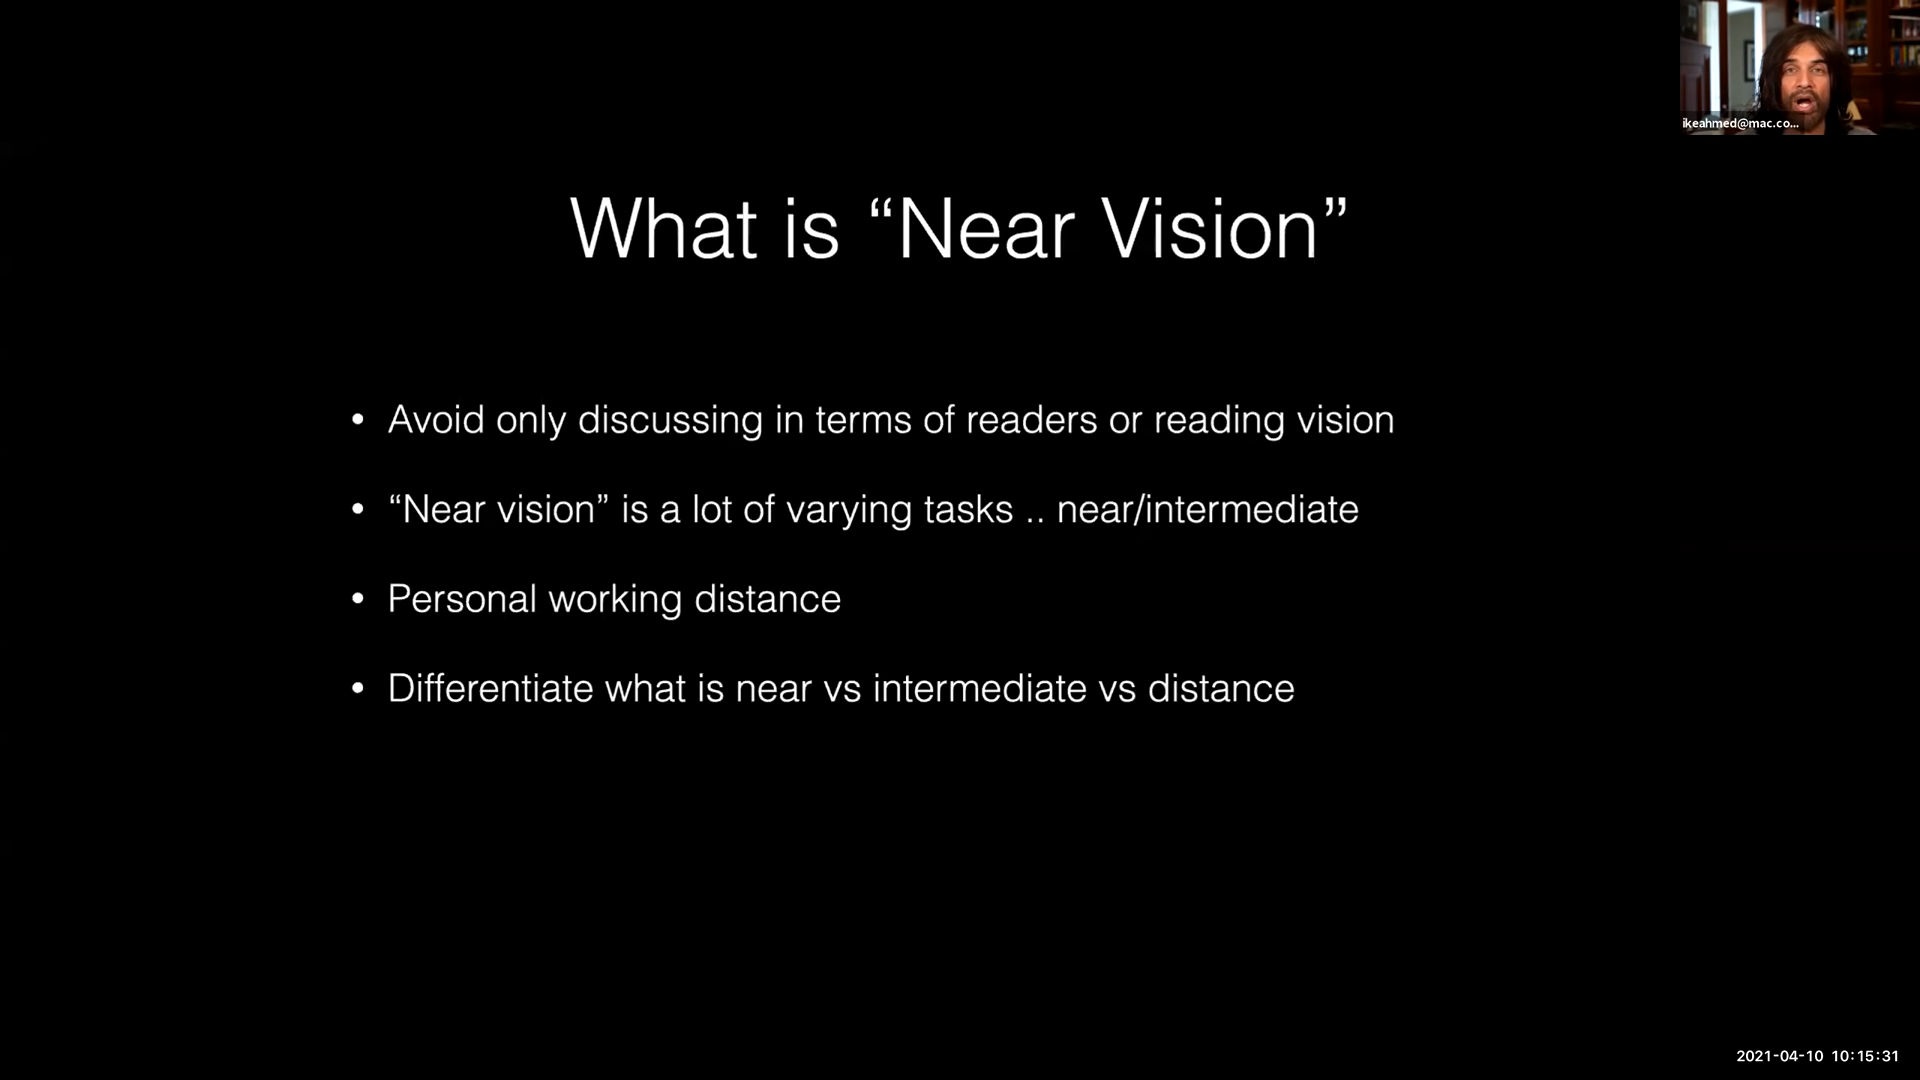 ikeahmed@mac.co...
What is “Near Vision”
• Avoid only discussing in terms of readers or reading vision
• “Near vision” is a lot of varying tasks .. near/intermediate
• Personal working distance
• Differentiate what is near vs intermediate vs distance
2021-04-10 10:15:31